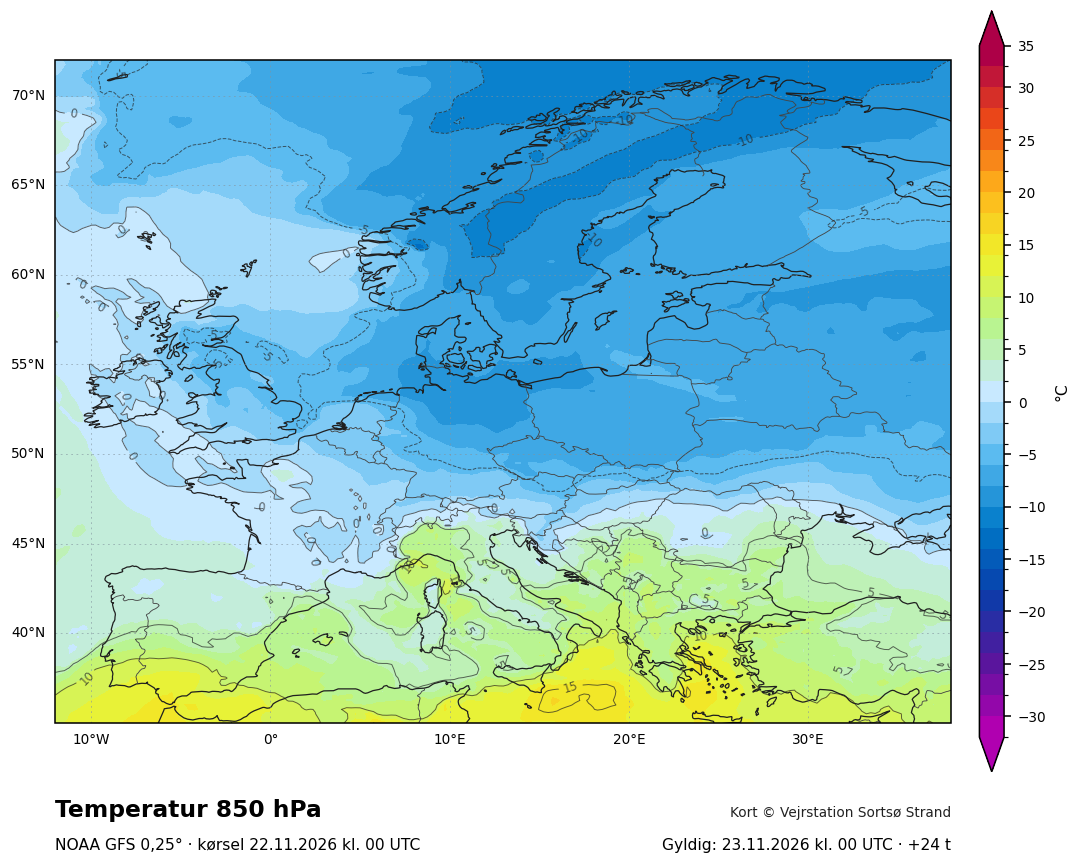 70°N
65°N
60°N
55°N
50°N
45°N
40°N
10°W 0° 10°E 20°E 30°E
35
30
25
20
15
10
5
0
−5
−10
−15
−20
−25
−30
°C
Temperatur 850 hPa
Kort © Vejrstation Sortsø Strand
NOAA GFS 0,25° · kørsel 22.11.2026 kl. 00 UTC
Gyldig: 23.11.2026 kl. 00 UTC · +24 t